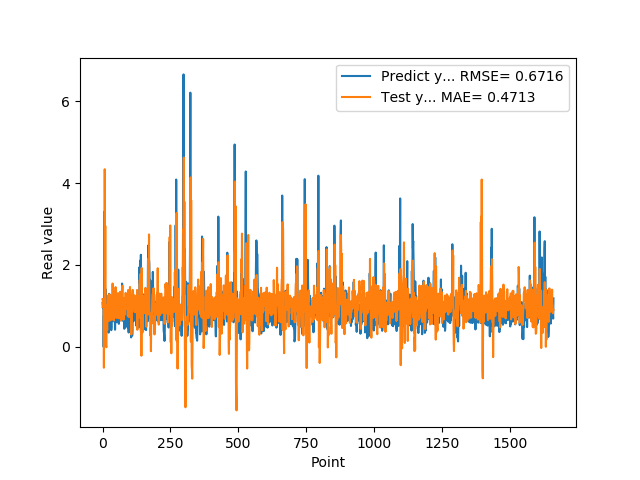 Predict y... RMSE= 0.6716
Test y... MAE= 0.4713
6
4
2
0
Real value
0 250 500 750 1000 1250 1500
Point